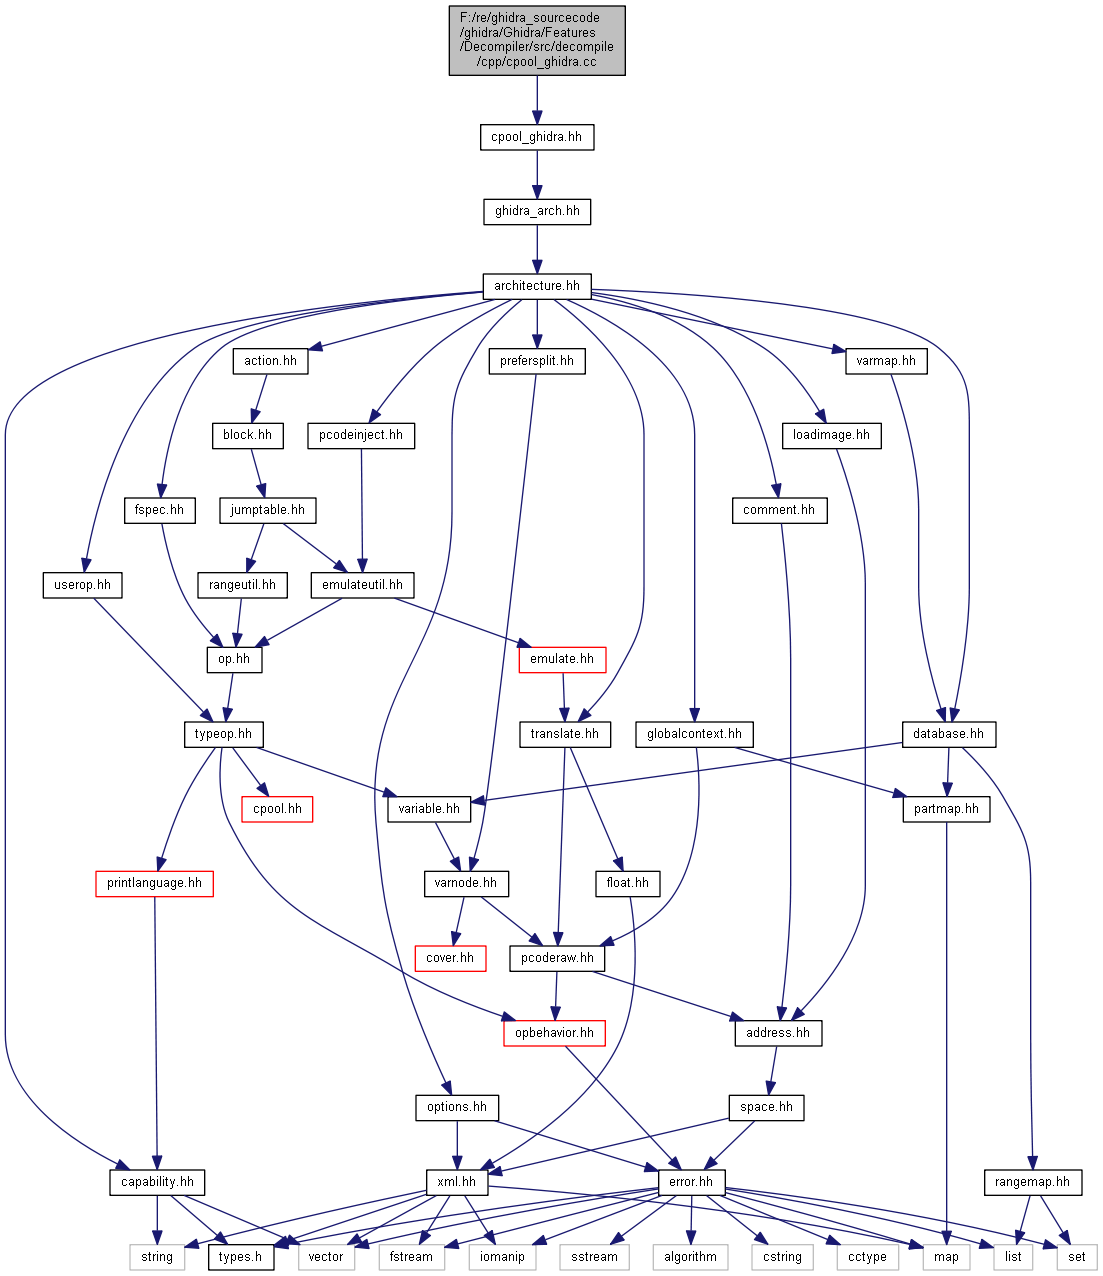 F:/re/ghidra_sourcecode
/ghidra/Ghidra/Features
/Decompiler/src/decompile
/cpp/cpool_ghidra.cc
cpool_ghidra.hh
ghidra_arch.hh
architecture.hh
action.hh
prefersplit.hh
varmap.hh
block.hh
pcodeinject.hh
loadimage.hh
fspec.hh
jumptable.hh
comment.hh
userop.hh
rangeutil.hh
emulateutil.hh
op.hh
emulate.hh
typeop.hh
translate.hh
globalcontext.hh
database.hh
cpool.hh
variable.hh
partmap.hh
printlanguage.hh
varnode.hh
float.hh
cover.hh
pcoderaw.hh
opbehavior.hh
address.hh
options.hh
space.hh
capability.hh
xml.hh
error.hh
rangemap.hh
string
types.h
vector
fstream
iomanip
sstream
algorithm
cstring
cctype
map
list
set